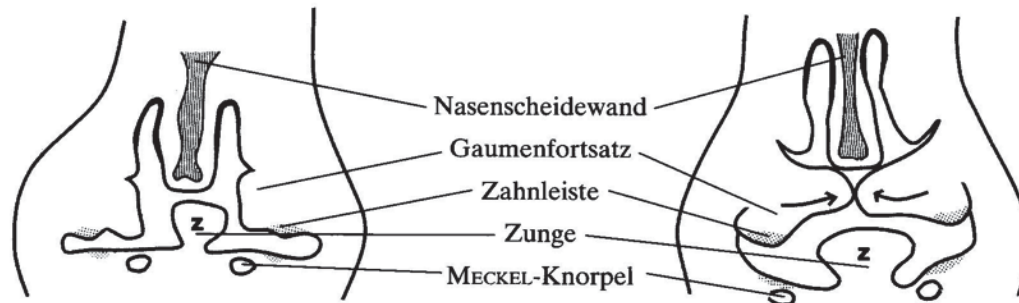 Nasenscheidewand
Gaumenfortsatz
Zahnleiste
z
z
Zunge
MECKEL-Knorpel